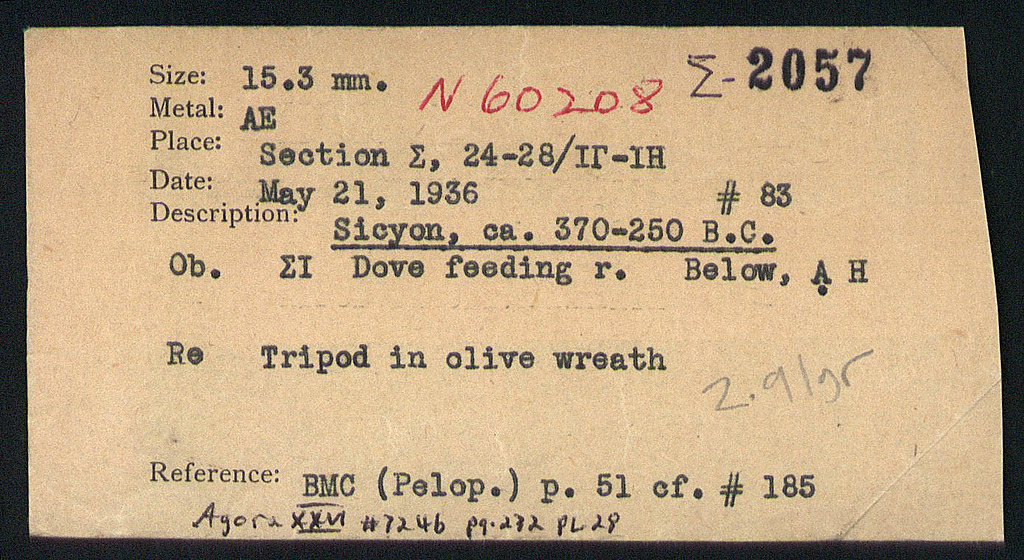 Size: 15.3 mm. N 60208 Σ-2057
Metal: AE
Place: Section Σ, 24-28/ΙΓ-ΙΗ
Date: May 21, 1936 # 83
Description: Sicyon, ca. 370-250 B.C.
Ob. ΣΙ Dove feeding r. Below, Ạ H
Re Tripod in olive wreath
2.91gr
Reference: BMC (Pelop.) p. 51 cf. # 185
Agora XXVI #724b pg.232 PL 28